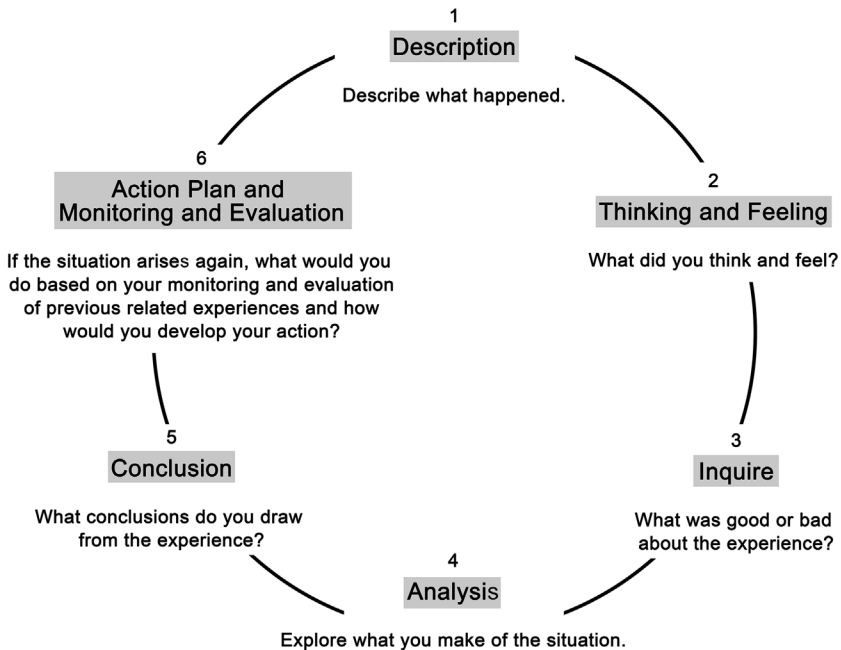 1
Description
Describe what happened.
2
Thinking and Feeling
What did you think and feel?
3
Inquire
What was good or bad
about the experience?
4
Analysis
Explore what you make of the situation.
5
Conclusion
What conclusions do you draw
from the experience?
6
Action Plan and
Monitoring and Evaluation
If the situation arises again, what would you
do based on your monitoring and evaluation
of previous related experiences and how
would you develop your action?